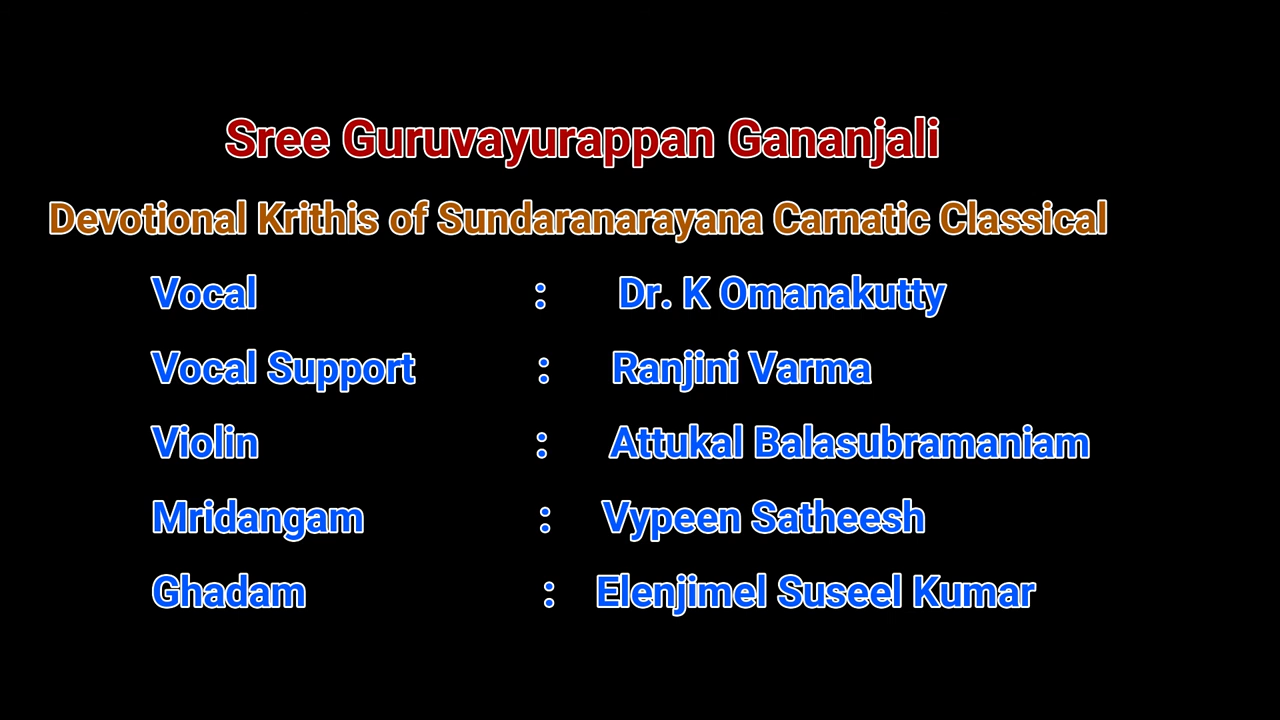 Sree Guruvayurappan Gananjali
Devotional Krithis of Sundaranarayana Carnatic Classical
Vocal : Dr. K Omanakutty
Vocal Support : Ranjini Varma
Violin : Attukal Balasubramaniam
Mridangam : Vypeen Satheesh
Ghadam : Elenjimel Suseel Kumar